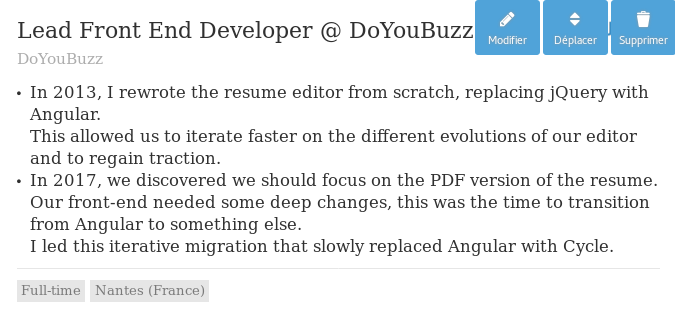 Lead Front End Developer @ DoYouBuzz
Modifier
Déplacer
Supprimer
DoYouBuzz
• In 2013, I rewrote the resume editor from scratch, replacing jQuery with
Angular.
This allowed us to iterate faster on the different evolutions of our editor
and to regain traction.
• In 2017, we discovered we should focus on the PDF version of the resume.
Our front-end needed some deep changes, this was the time to transition
from Angular to something else.
I led this iterative migration that slowly replaced Angular with Cycle.
Full-time
Nantes (France)